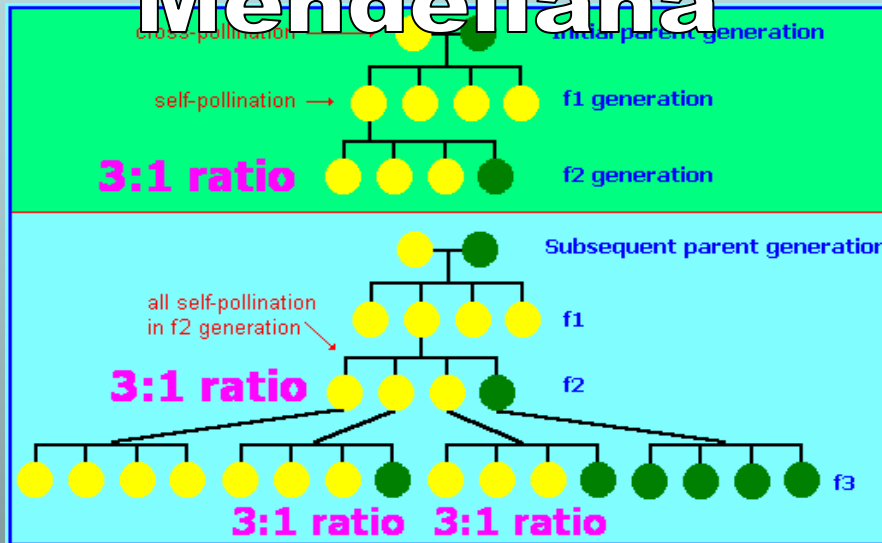 Mendeliana
cross-pollination
Initial parent generation
self-pollination
f1 generation
3:1 ratio
f2 generation
Subsequent parent generation
all self-pollination
in f2 generation
f1
3:1 ratio
f2
f3
3:1 ratio 3:1 ratio